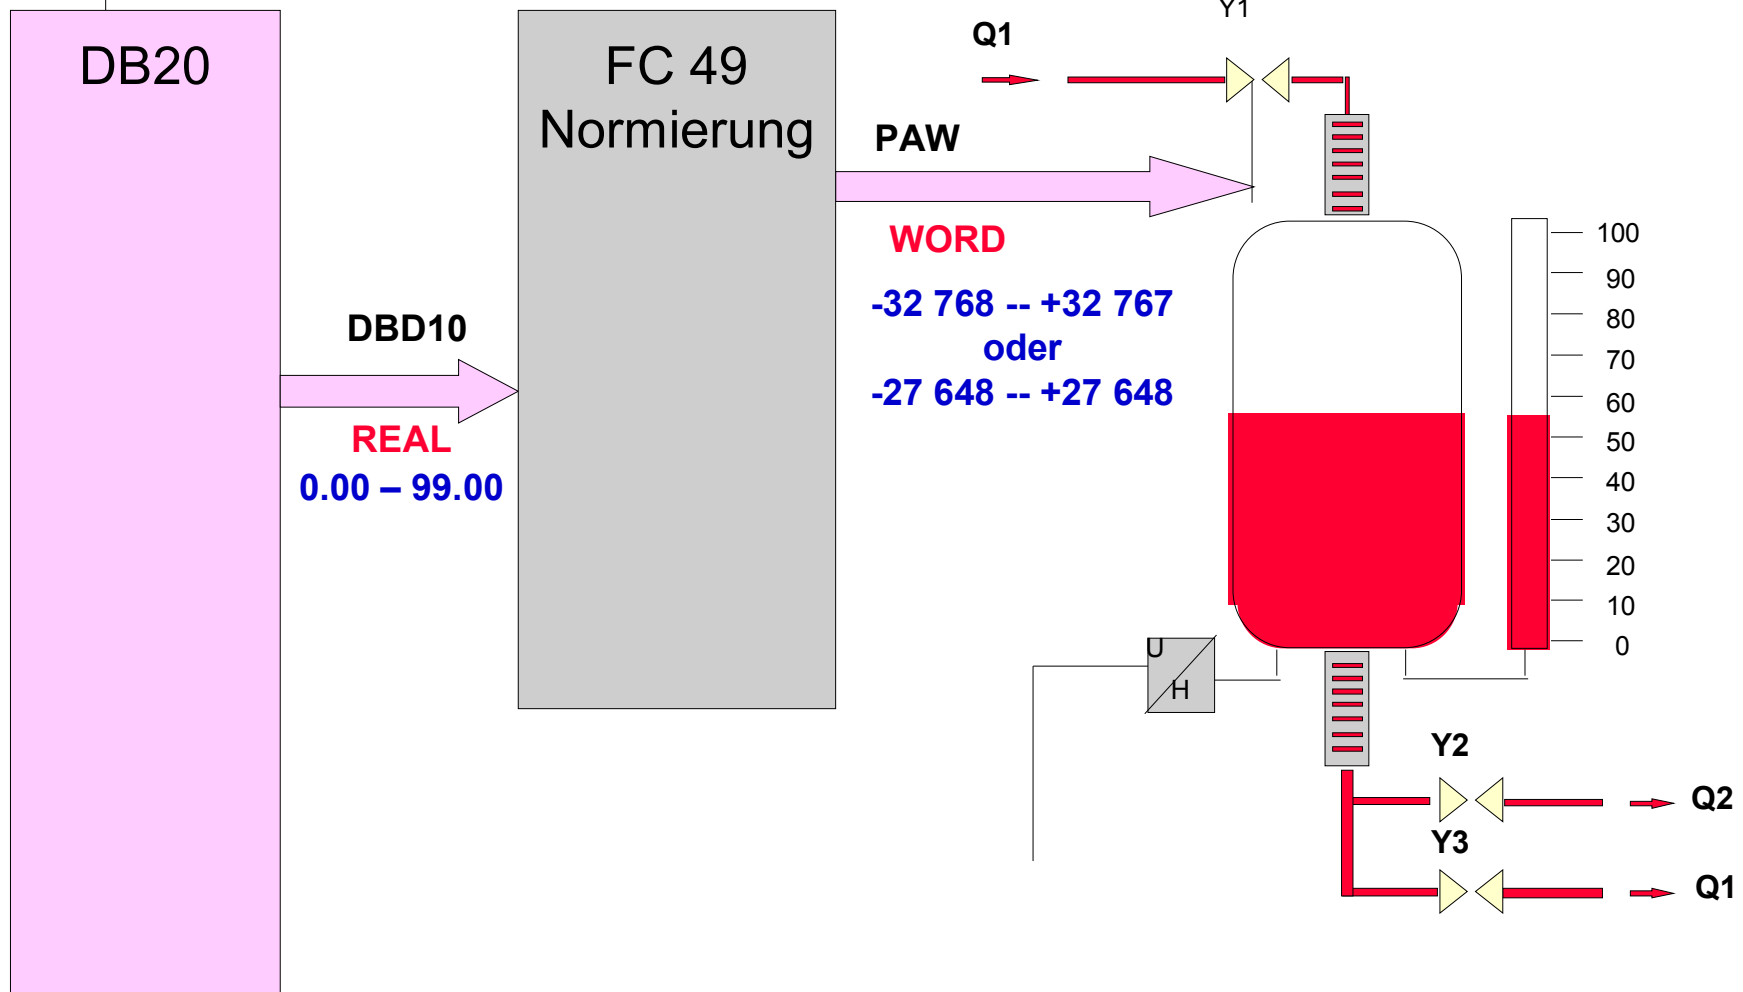 DB20
DBD10
REAL
0.00 – 99.00
FC 49
Normierung
PAW
WORD
-32 768 -- +32 767
oder
-27 648 -- +27 648
Q1
Y1
100
90
80
70
60
50
40
30
20
10
0
U
H
Y2
Q2
Y3
Q1